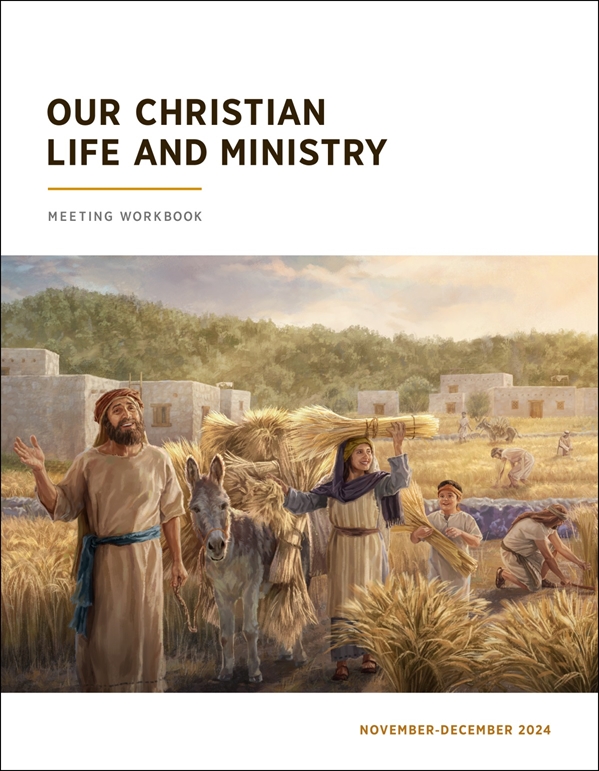 OUR CHRISTIAN
LIFE AND MINISTRY
MEETING WORKBOOK
NOVEMBER-DECEMBER 2024